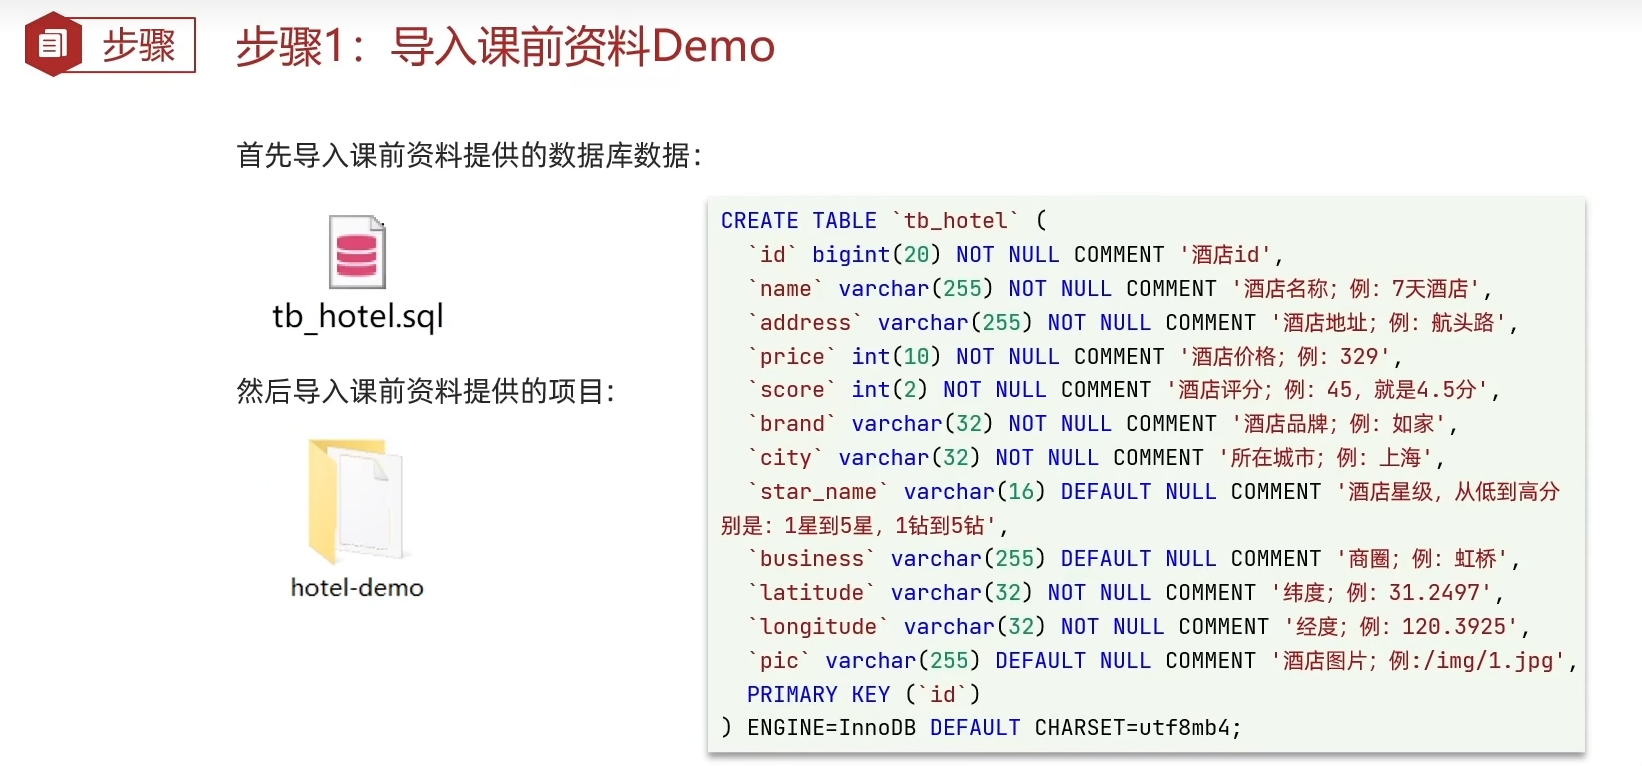 步骤
步骤1：导入课前资料Demo
首先导入课前资料提供的数据库数据：
tb_hotel.sql
然后导入课前资料提供的项目：
hotel-demo
CREATE TABLE `tb_hotel` (
`id` bigint(20) NOT NULL COMMENT '酒店id',
`name` varchar(255) NOT NULL COMMENT '酒店名称；例：7天酒店',
`address` varchar(255) NOT NULL COMMENT '酒店地址；例：航头路',
`price` int(10) NOT NULL COMMENT '酒店价格；例：329',
`score` int(2) NOT NULL COMMENT '酒店评分；例：45，就是4.5分',
`brand` varchar(32) NOT NULL COMMENT '酒店品牌；例：如家',
`city` varchar(32) NOT NULL COMMENT '所在城市；例：上海',
`star_name` varchar(16) DEFAULT NULL COMMENT '酒店星级，从低到高分
别是：1星到5星，1钻到5钻',
`business` varchar(255) DEFAULT NULL COMMENT '商圈；例：虹桥',
`latitude` varchar(32) NOT NULL COMMENT '纬度；例：31.2497',
`longitude` varchar(32) NOT NULL COMMENT '经度；例：120.3925',
`pic` varchar(255) DEFAULT NULL COMMENT '酒店图片；例:/img/1.jpg',
PRIMARY KEY (`id`)
) ENGINE=InnoDB DEFAULT CHARSET=utf8mb4;